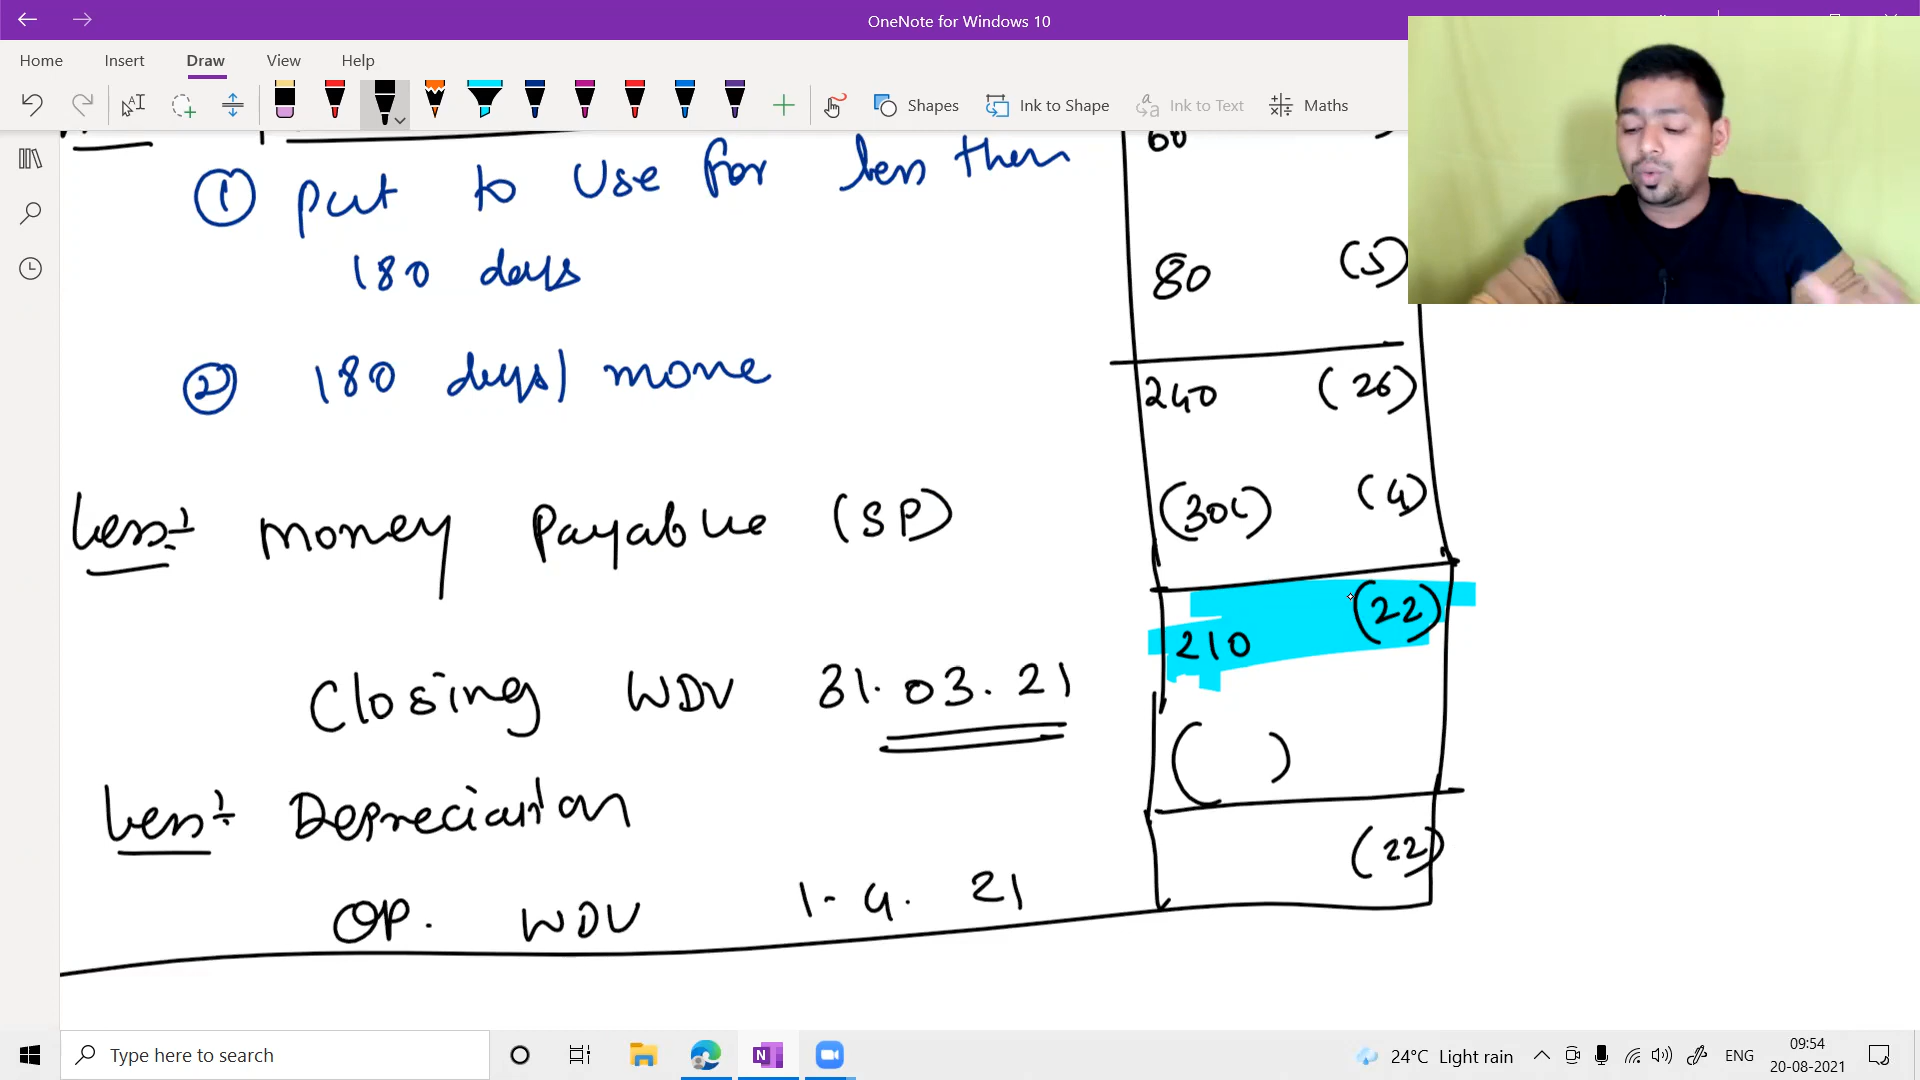 OneNote for Windows 10
Home Insert Draw View Help
Shapes Ink to Shape Ink to Text Maths
60
① put to use for less then
180 days
80 (5)
② 180 days/ more
240 (26)
Less:- Money Payable (SP) (30() (4)
210 (22)
Closing WDV 31.03.21
( )
Less:- Depreciation
(22)
OP. WDV 1-4.21
Type here to search
24°C Light rain
ENG
09:54
20-08-2021